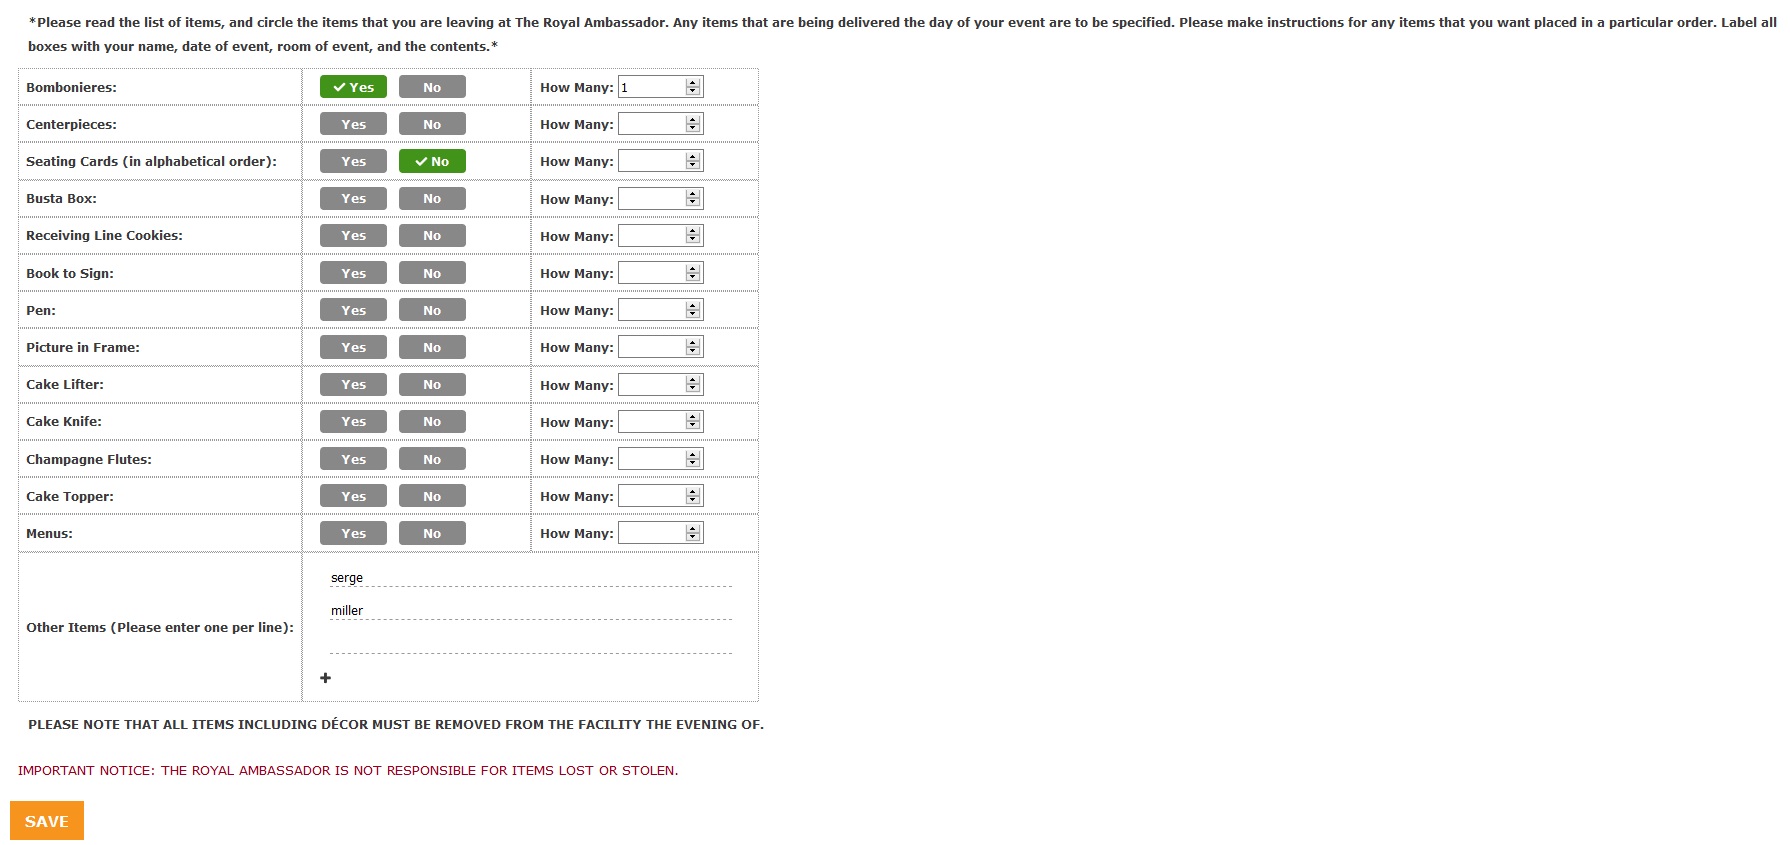 *Please read the list of items, and circle the items that you are leaving at The Royal Ambassador. Any items that are being delivered the day of your event are to be specified. Please make instructions for any items that you want placed in a particular order. Label all
boxes with your name, date of event, room of event, and the contents.*
Bombonieres: Yes No How Many: 1
Centerpieces: Yes No How Many:
Seating Cards (in alphabetical order): Yes No How Many:
Busta Box: Yes No How Many:
Receiving Line Cookies: Yes No How Many:
Book to Sign: Yes No How Many:
Pen: Yes No How Many:
Picture in Frame: Yes No How Many:
Cake Lifter: Yes No How Many:
Cake Knife: Yes No How Many:
Champagne Flutes: Yes No How Many:
Cake Topper: Yes No How Many:
Menus: Yes No How Many:
serge
miller
Other Items (Please enter one per line):
PLEASE NOTE THAT ALL ITEMS INCLUDING DÉCOR MUST BE REMOVED FROM THE FACILITY THE EVENING OF.
IMPORTANT NOTICE: THE ROYAL AMBASSADOR IS NOT RESPONSIBLE FOR ITEMS LOST OR STOLEN.
SAVE